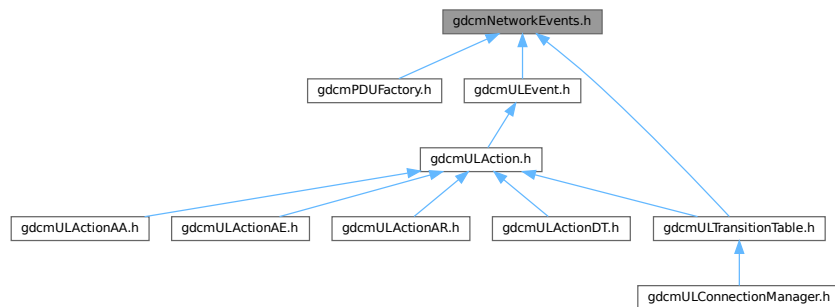 gdcmNetworkEvents.h
gdcmPDUFactory.h
gdcmULEvent.h
gdcmULAction.h
gdcmULActionAA.h
gdcmULActionAE.h
gdcmULActionAR.h
gdcmULActionDT.h
gdcmULTransitionTable.h
gdcmULConnectionManager.h